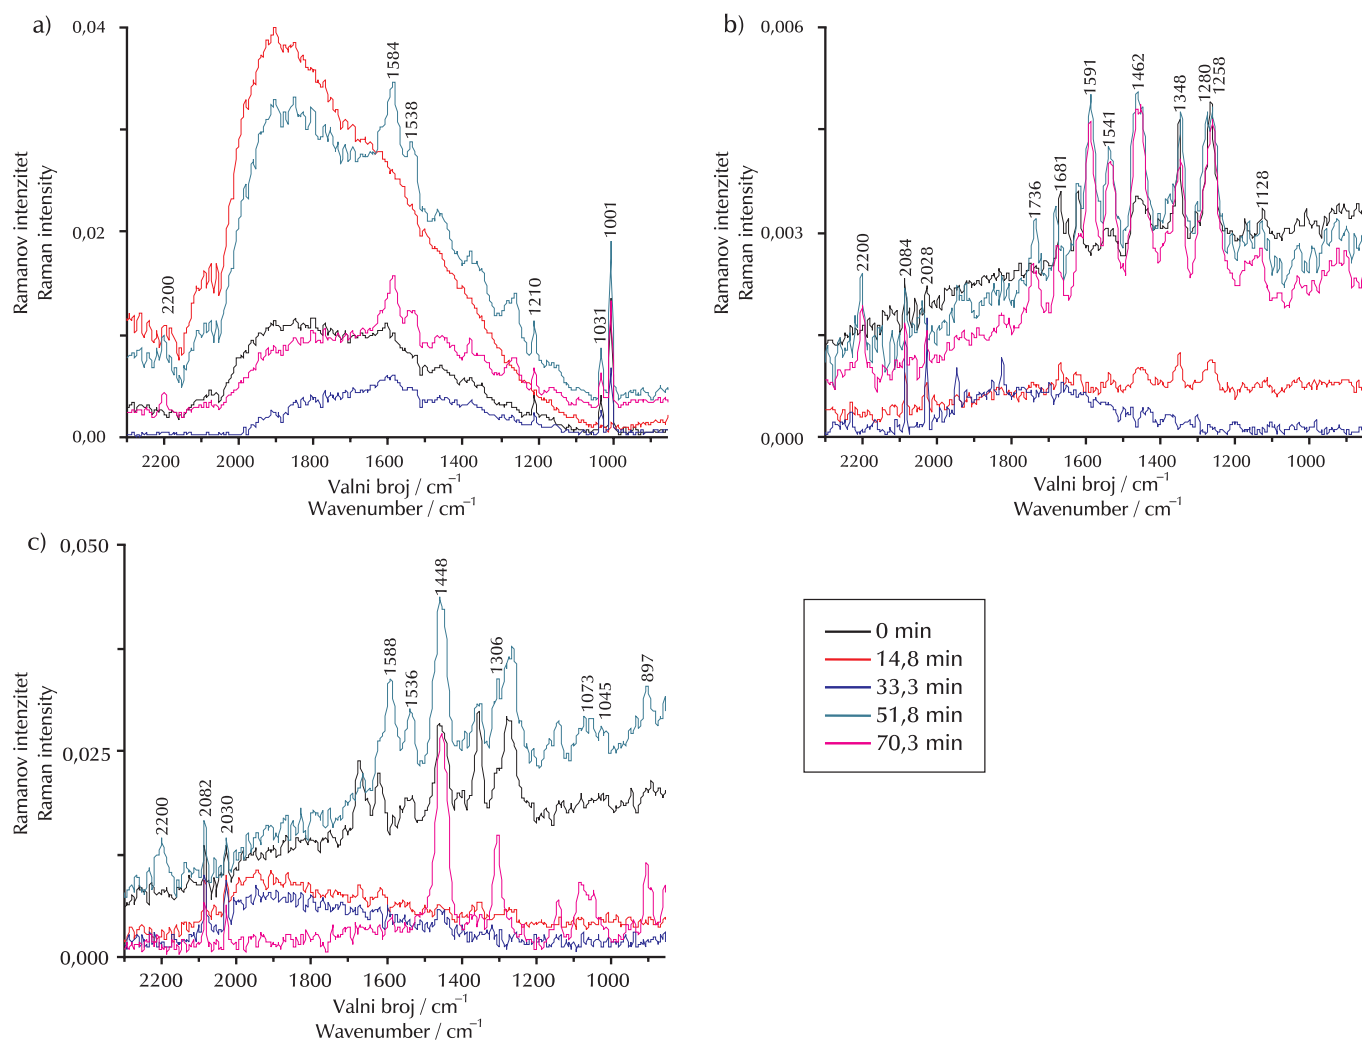 a)
0,04
0,02
0,00
Ramanov intenzitet
Raman intensity
2200
1584
1538
1210
1031
1001
2200 2000 1800 1600 1400 1200 1000
Valni broj / cm⁻¹
Wavenumber / cm⁻¹
b)
0,006
0,003
0,000
Ramanov intenzitet
Raman intensity
2200
2084
2028
1736
1681
1591
1541
1462
1348
1280
1258
1128
2200 2000 1800 1600 1400 1200 1000
Valni broj / cm⁻¹
Wavenumber / cm⁻¹
c)
0,050
0,025
0,000
Ramanov intenzitet
Raman intensity
2200
2082
2030
1588
1536
1448
1306
1073
1045
897
2200 2000 1800 1600 1400 1200 1000
Valni broj / cm⁻¹
Wavenumber / cm⁻¹
0 min
14,8 min
33,3 min
51,8 min
70,3 min